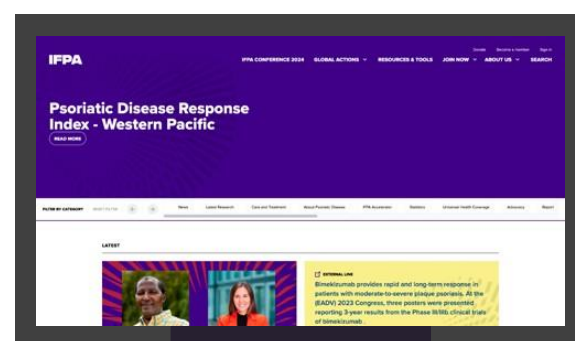 Donate Become a member Sign in
IFPA
IFPA CONFERENCE 2024 GLOBAL ACTIONS RESOURCES & TOOLS JOIN NOW ABOUT US SEARCH
Psoriatic Disease Response
Index - Western Pacific
READ MORE
FILTER BY CATEGORY RESET FILTER News Latest Research Care and Treatment About Psoriatic Disease IFPA Accelerator Statistics Universal Health Coverage Advocacy Report
LATEST
EXTERNAL LINK
Bimekizumab provides rapid and long-term response in
patients with moderate-to-severe plaque psoriasis. At the
(EADV) 2023 Congress, three posters were presented
reporting 3-year results from the Phase III/IIIb clinical trials
of bimekizumab .